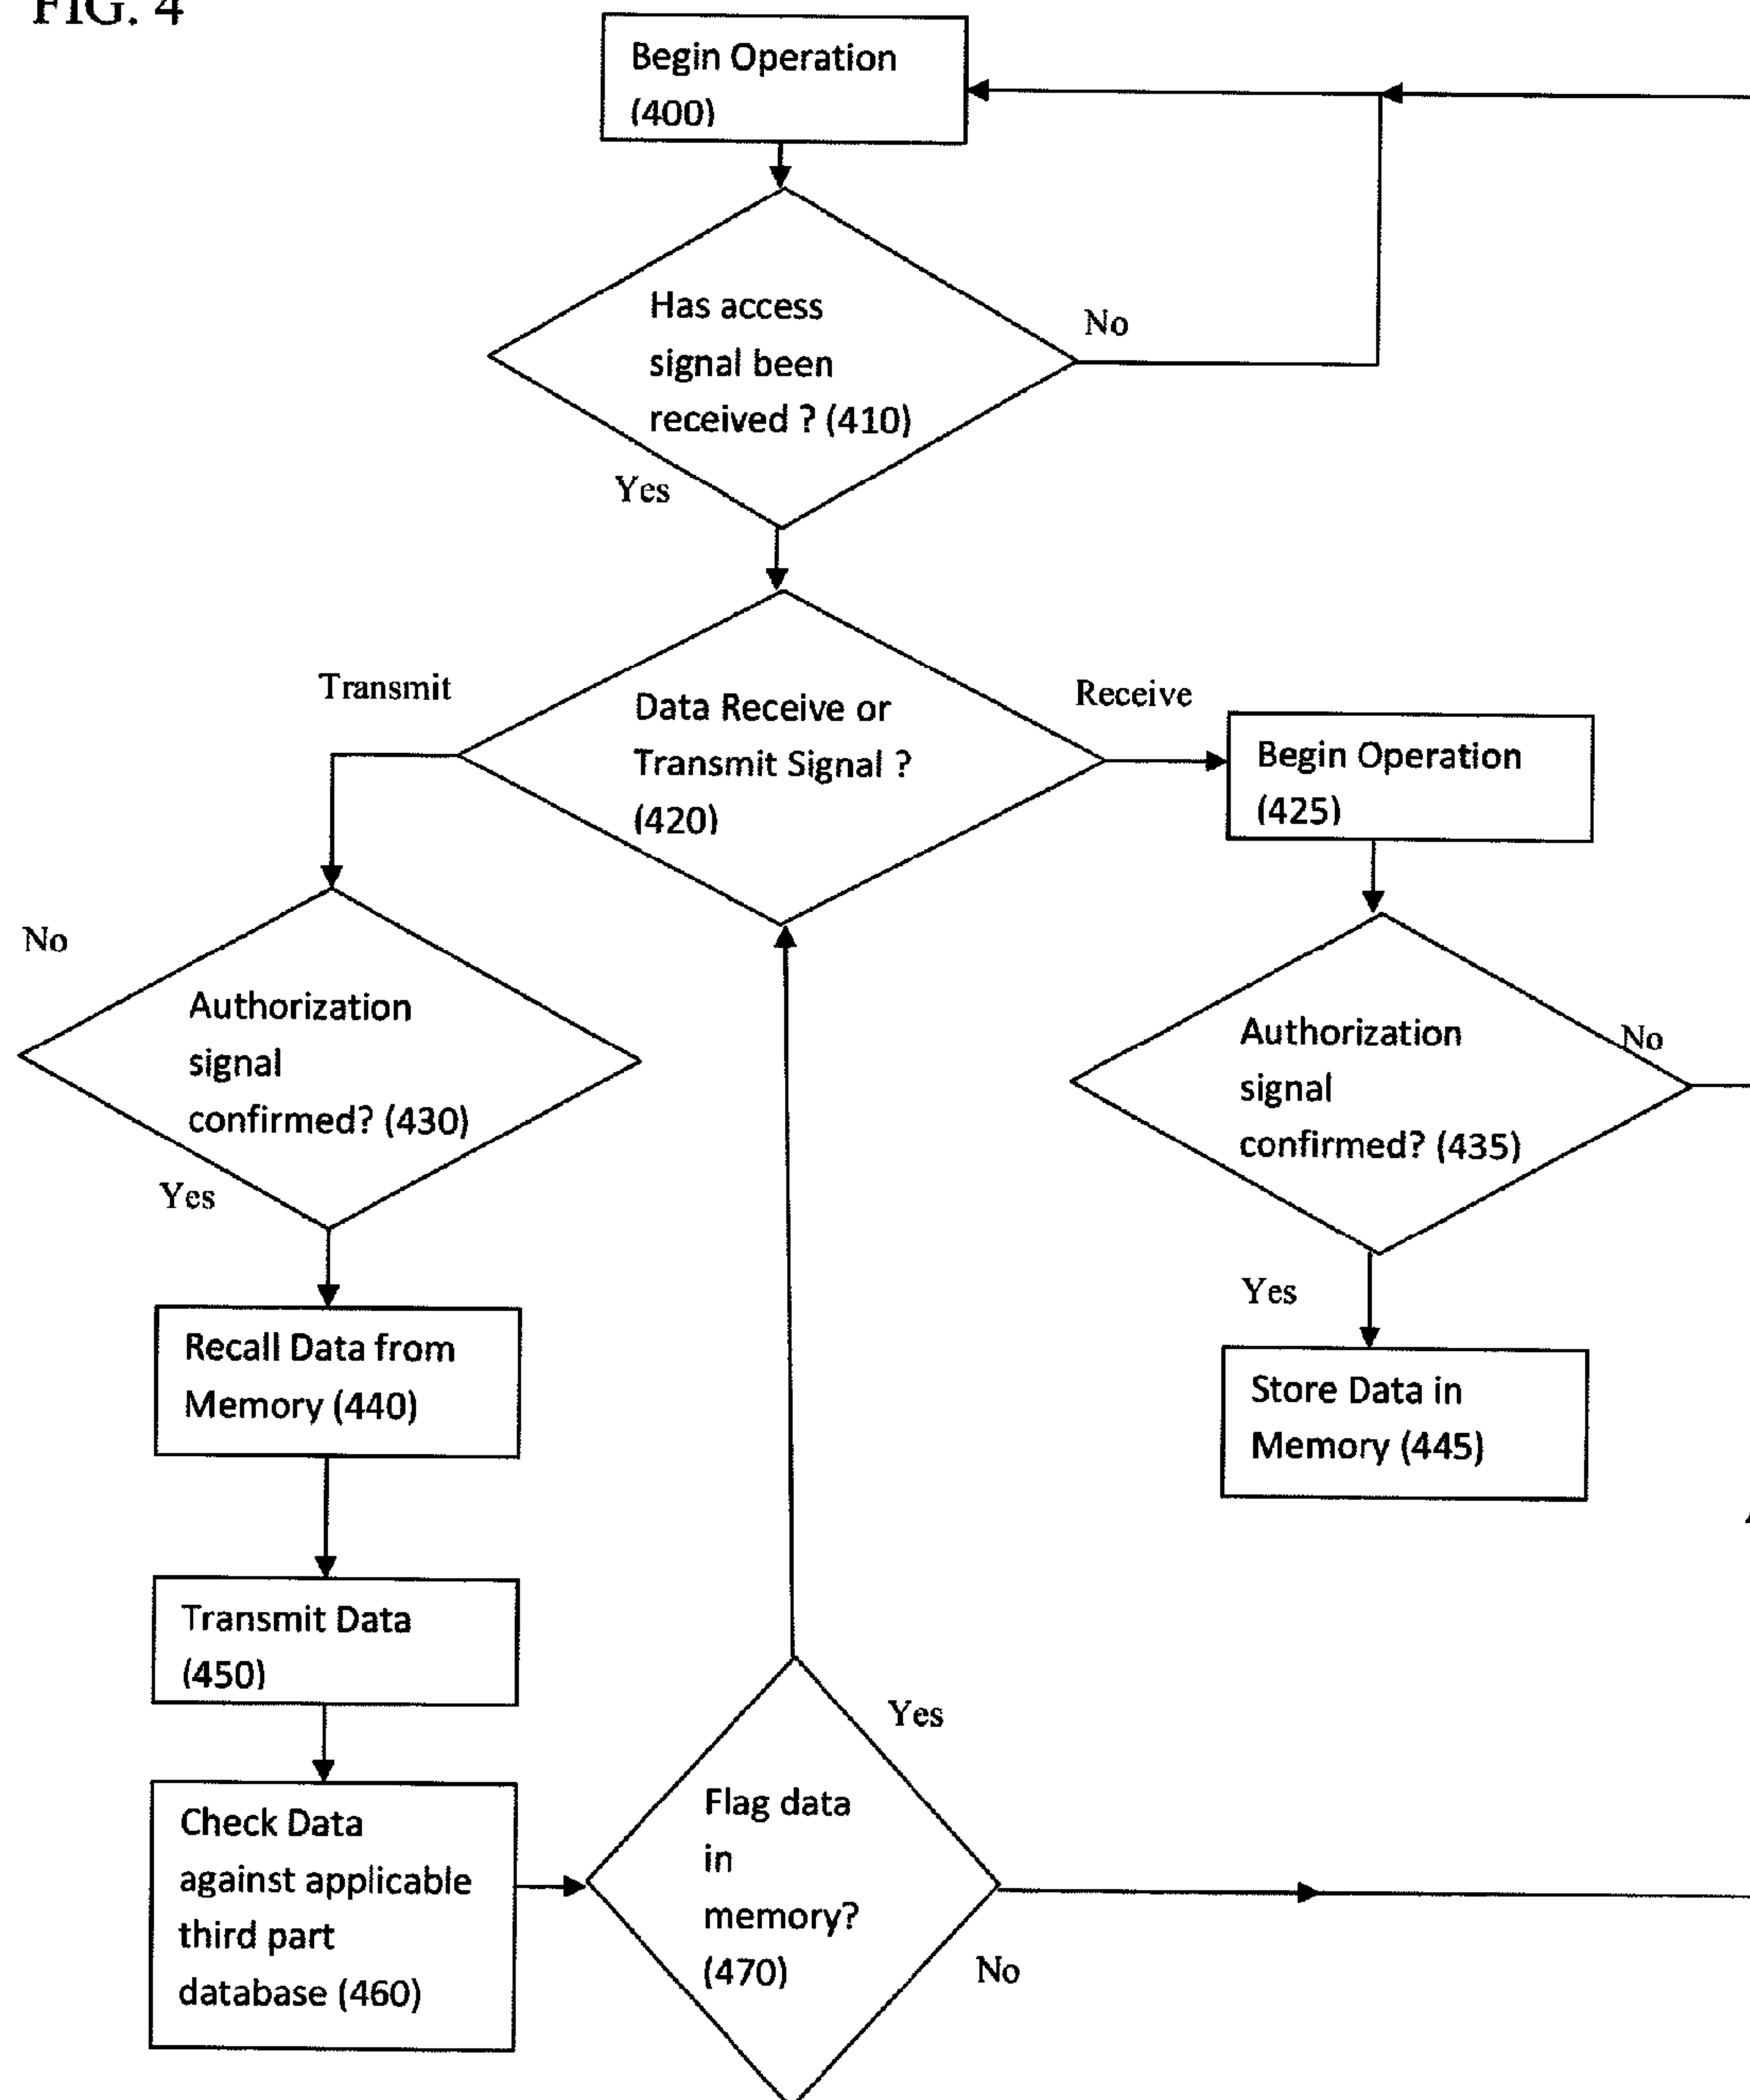 FIG. 4
Begin Operation
(400)
Has access
signal been
received ? (410)
No
Yes
Transmit
Data Receive or
Transmit Signal ?
(420)
Receive
Begin Operation
(425)
No
Authorization
signal
confirmed? (430)
Yes
Authorization
signal
confirmed? (435)
No
Yes
Recall Data from
Memory (440)
Store Data in
Memory (445)
Transmit Data
(450)
Check Data
against applicable
third part
database (460)
Flag data
in
memory?
(470)
Yes
No